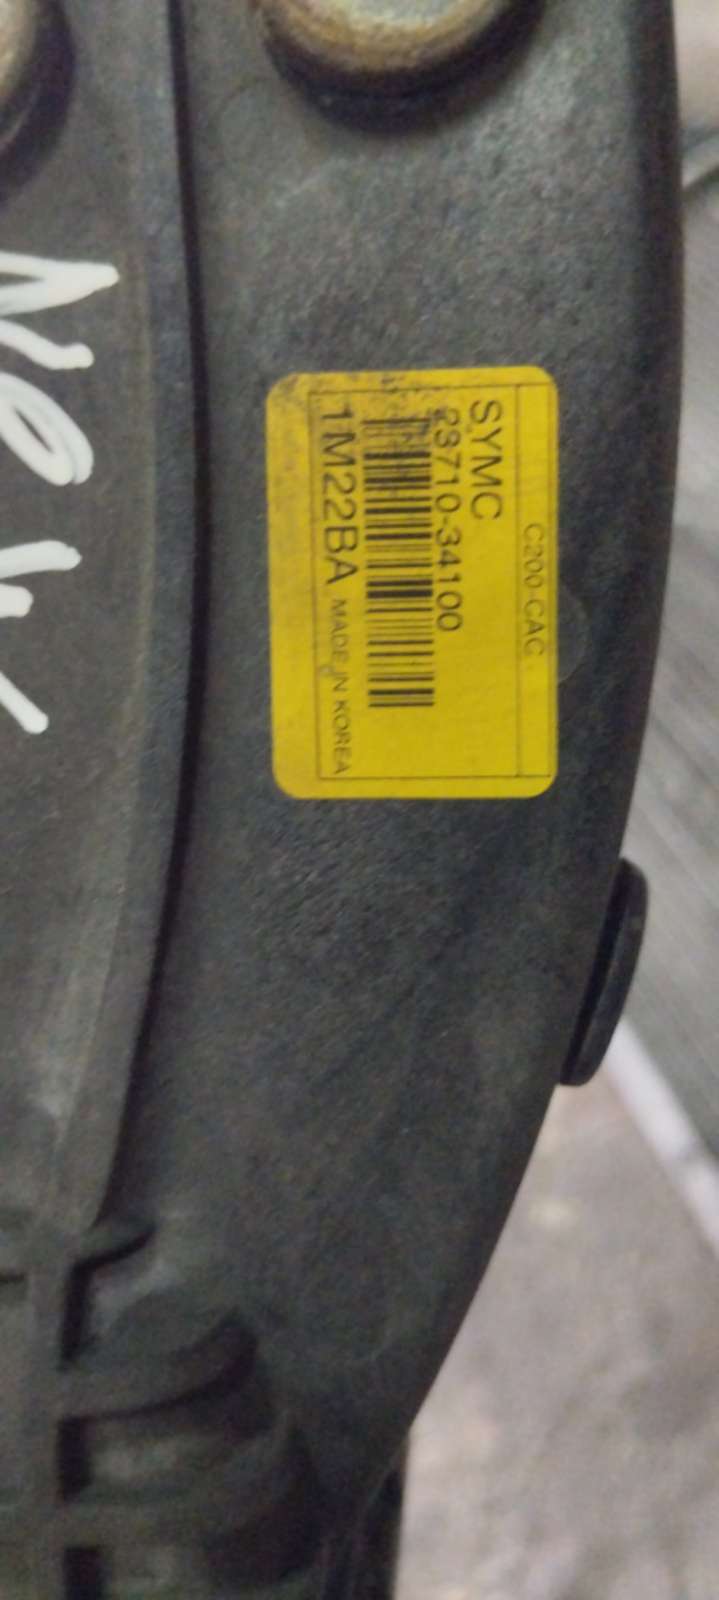 C200-CAC
SYMC
23710-34100
1M22BA MADE IN KOREA